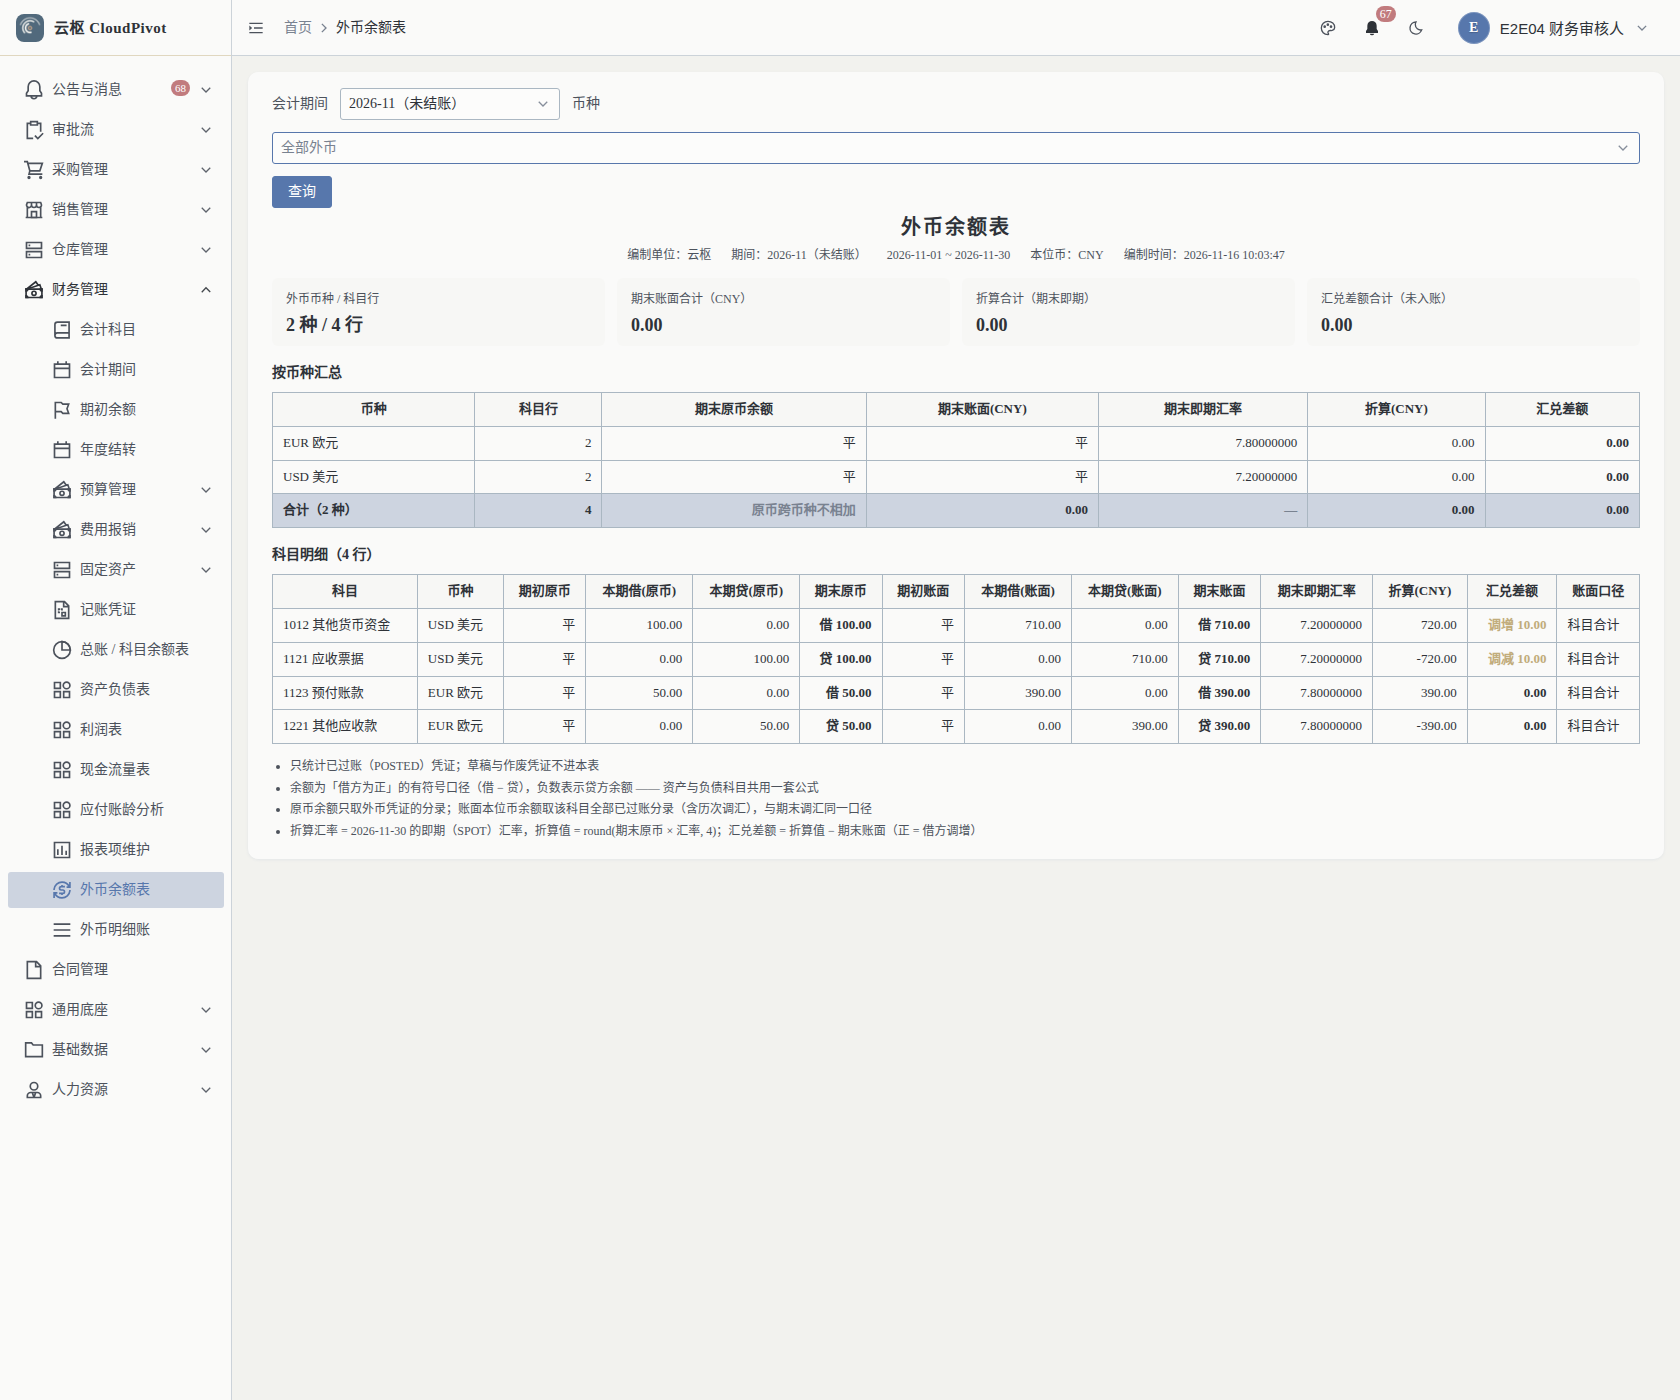 云枢 CloudPivot
首页 > 外币余额表
67
E
E2E04 财务审核人
公告与消息 68
审批流
采购管理
销售管理
仓库管理
财务管理
会计科目
会计期间
期初余额
年度结转
预算管理
费用报销
固定资产
记账凭证
总账 / 科目余额表
资产负债表
利润表
现金流量表
应付账龄分析
报表项维护
外币余额表
外币明细账
合同管理
通用底座
基础数据
人力资源
会计期间 2026-11（未结账） 币种
全部外币
查询
外币余额表
编制单位：云枢 期间：2026-11（未结账） 2026-11-01 ~ 2026-11-30 本位币：CNY 编制时间：2026-11-16 10:03:47
外币币种 / 科目行 期末账面合计（CNY） 折算合计（期末即期） 汇兑差额合计（未入账）
2 种 / 4 行 0.00 0.00 0.00
按币种汇总
币种 科目行 期末原币余额 期末账面(CNY) 期末即期汇率 折算(CNY) 汇兑差额
EUR 欧元 2 平 平 7.80000000 0.00 0.00
USD 美元 2 平 平 7.20000000 0.00 0.00
合计（2 种） 4 原币跨币种不相加 0.00 — 0.00 0.00
科目明细（4 行）
科目 币种 期初原币 本期借(原币) 本期贷(原币) 期末原币 期初账面 本期借(账面) 本期贷(账面) 期末账面 期末即期汇率 折算(CNY) 汇兑差额 账面口径
1012 其他货币资金 USD 美元 平 100.00 0.00 借 100.00 平 710.00 0.00 借 710.00 7.20000000 720.00 调增 10.00 科目合计
1121 应收票据 USD 美元 平 0.00 100.00 贷 100.00 平 0.00 710.00 贷 710.00 7.20000000 -720.00 调减 10.00 科目合计
1123 预付账款 EUR 欧元 平 50.00 0.00 借 50.00 平 390.00 0.00 借 390.00 7.80000000 390.00 0.00 科目合计
1221 其他应收款 EUR 欧元 平 0.00 50.00 贷 50.00 平 0.00 390.00 贷 390.00 7.80000000 -390.00 0.00 科目合计
• 只统计已过账（POSTED）凭证；草稿与作废凭证不进本表
• 余额为「借方为正」的有符号口径（借 − 贷），负数表示贷方余额 —— 资产与负债科目共用一套公式
• 原币余额只取外币凭证的分录；账面本位币余额取该科目全部已过账分录（含历次调汇），与期末调汇同一口径
• 折算汇率 = 2026-11-30 的即期（SPOT）汇率，折算值 = round(期末原币 × 汇率, 4)；汇兑差额 = 折算值 − 期末账面（正 = 借方调增）